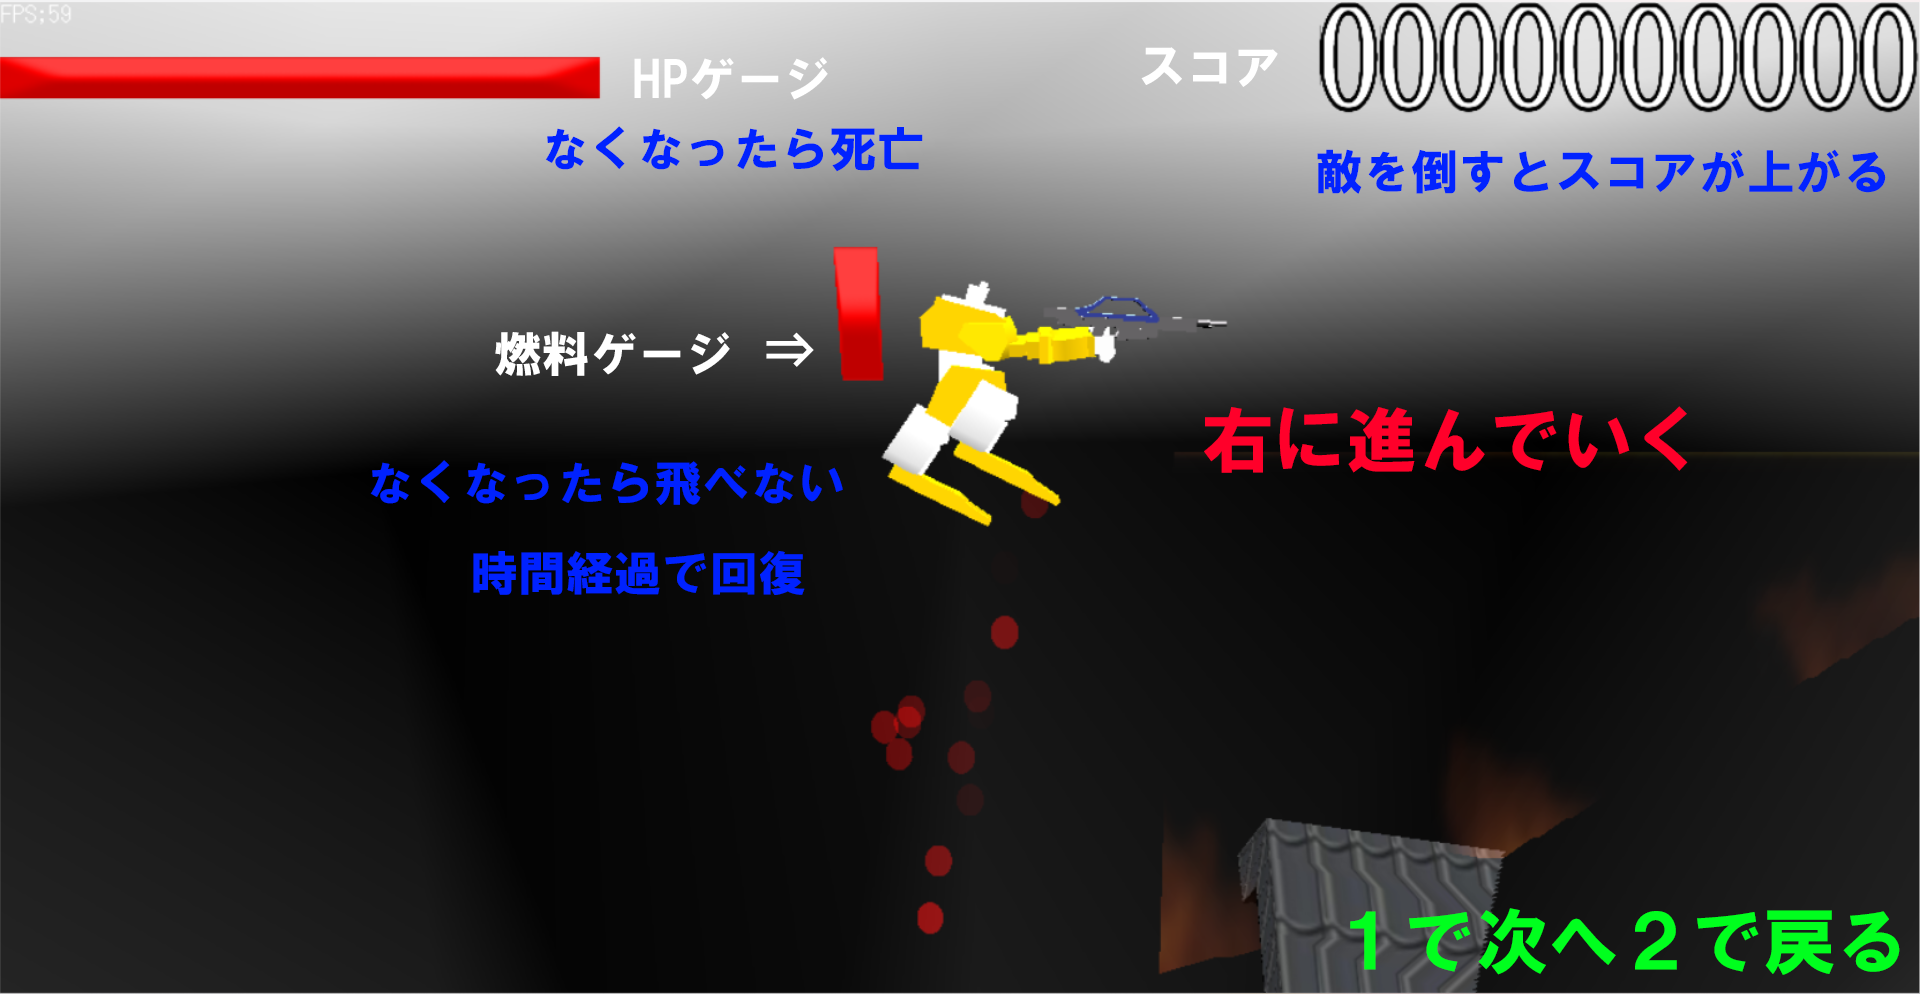 FPS:59
HPゲージ
スコア 0000000000
なくなったら死亡
敵を倒すとスコアが上がる
燃料ゲージ ⇒
右に進んでいく
なくなったら飛べない
時間経過で回復
1で次へ2で戻る